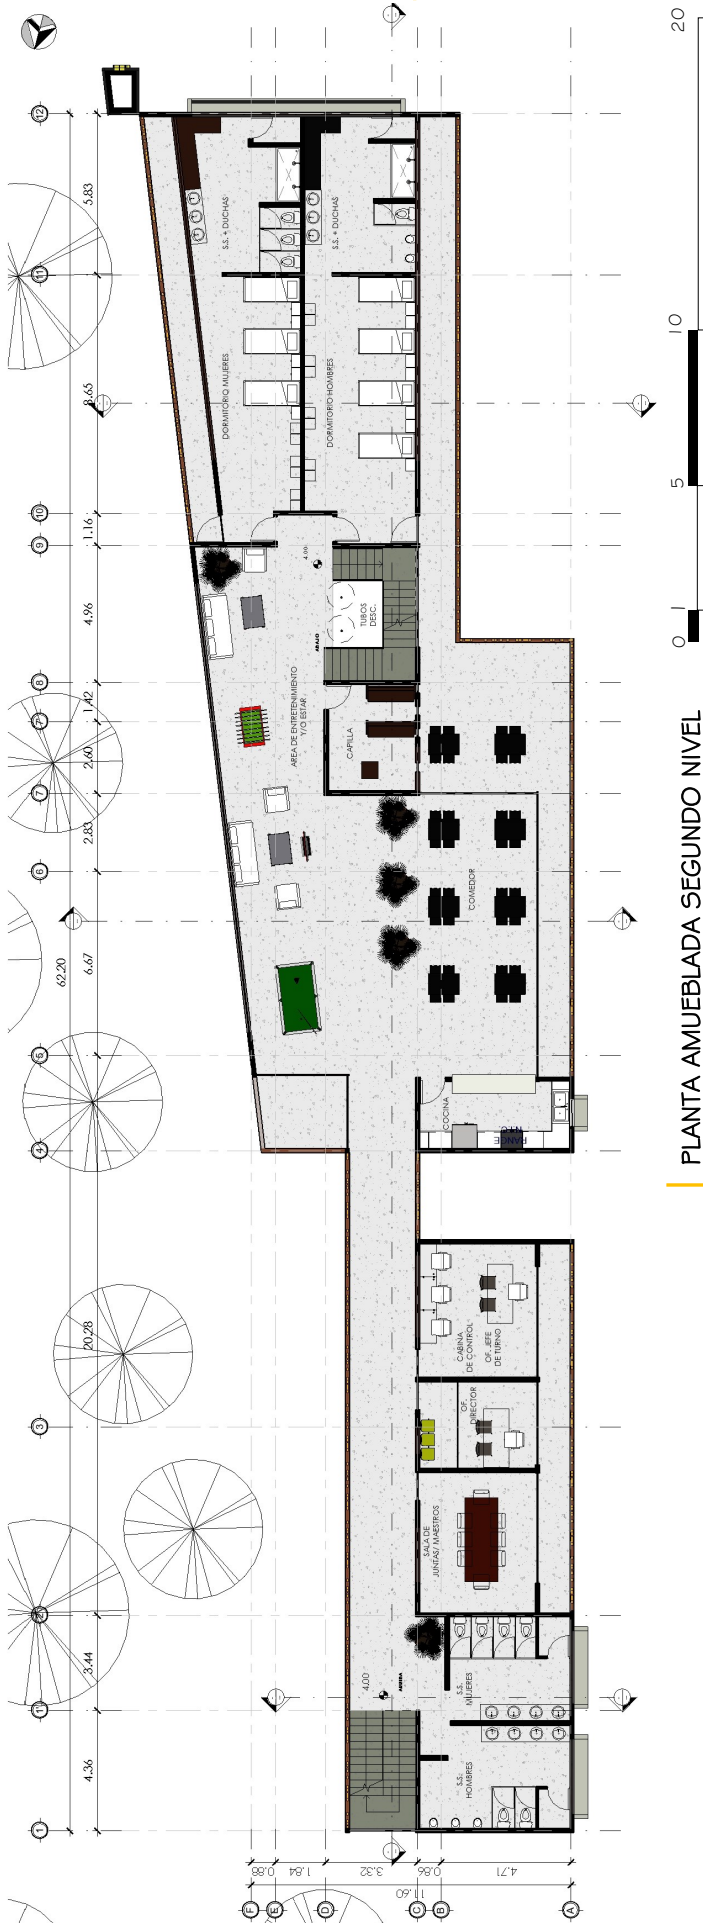 PLANTA AMUEBLADA SEGUNDO NIVEL
0
1
5
10
20
1
1'
2
3
4
5
6
7
7'
8
9
10
11
12
4.36
3.44
20.28
62.20
6.67
2.83
2.60
1.42
4.96
1.16
8.65
5.83
F
E
D
C
B
A
0.88
1.84
3.32
0.86
4.71
11.60
S.S.
HOMBRES
S.S.
MUJERES
4.00
SALA DE
JUNTAS/ MAESTROS
OF.
DIRECTOR
CABINA
DE CONTROL
OF. JEFE
DE TURNO
COCINA
RANGE
COMEDOR
CAPILLA
AREA DE ENTRETENIMIENTO
Y/O ESTAR
ABAJO
TUBOS
DESC.
4.00
DORMITORIO MUJERES
DORMITORIO HOMBRES
S.S. + DUCHAS
S.S. + DUCHAS